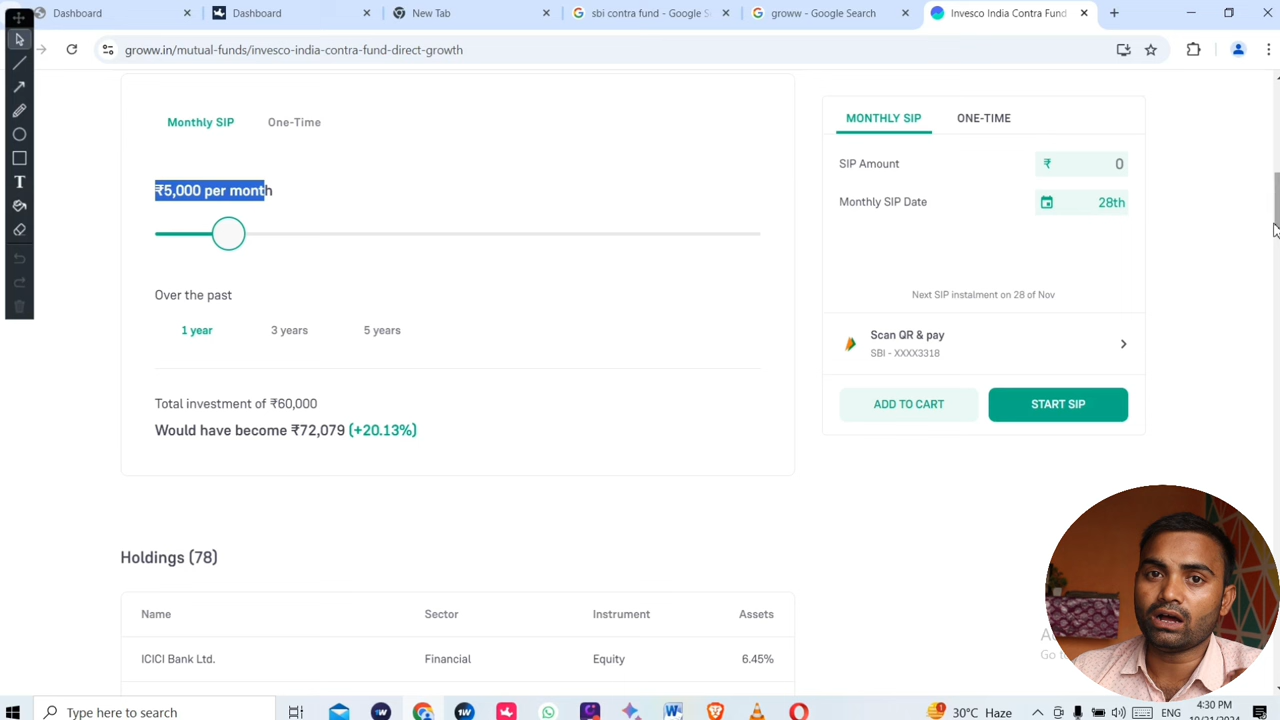 Dashboard
Dashboard
New Tab
sbi contra fund - Google
groww - Google Search
Invesco India Contra Fund
groww.in/mutual-funds/invesco-india-contra-fund-direct-growth
Monthly SIP
One-Time
₹5,000 per month
Over the past
1 year
3 years
5 years
Total investment of ₹60,000
Would have become ₹72,079 (+20.13%)
MONTHLY SIP
ONE-TIME
SIP Amount
₹
0
Monthly SIP Date
28th
Next SIP instalment on 28 of Nov
Scan QR & pay
SBI - XXXX3318
ADD TO CART
START SIP
Holdings (78)
Name
Sector
Instrument
Assets
ICICI Bank Ltd.
Financial
Equity
6.45%
T
Go
Type here to search
30°C Haze
ENG
4:30 PM